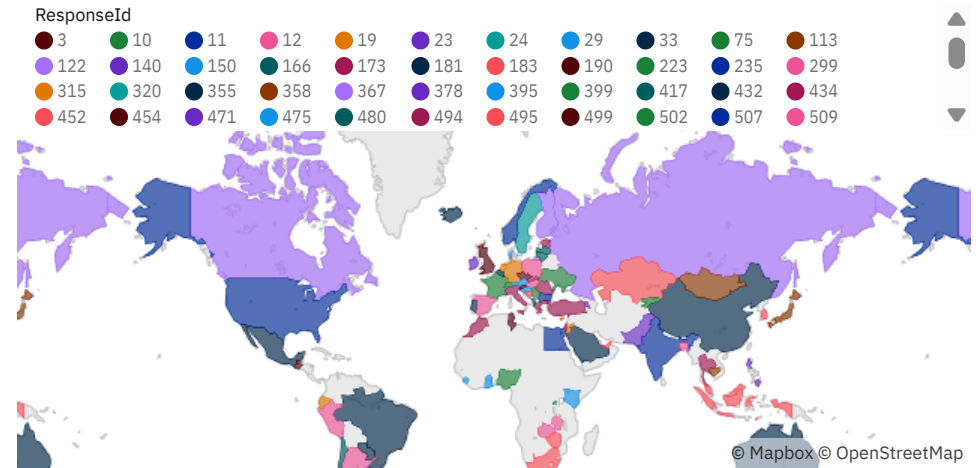 ResponseId
3 10 11 12 19 23 24 29 33 75 113
122 140 150 166 173 181 183 190 223 235 299
315 320 355 358 367 378 395 399 417 432 434
452 454 471 475 480 494 495 499 502 507 509
© Mapbox © OpenStreetMap